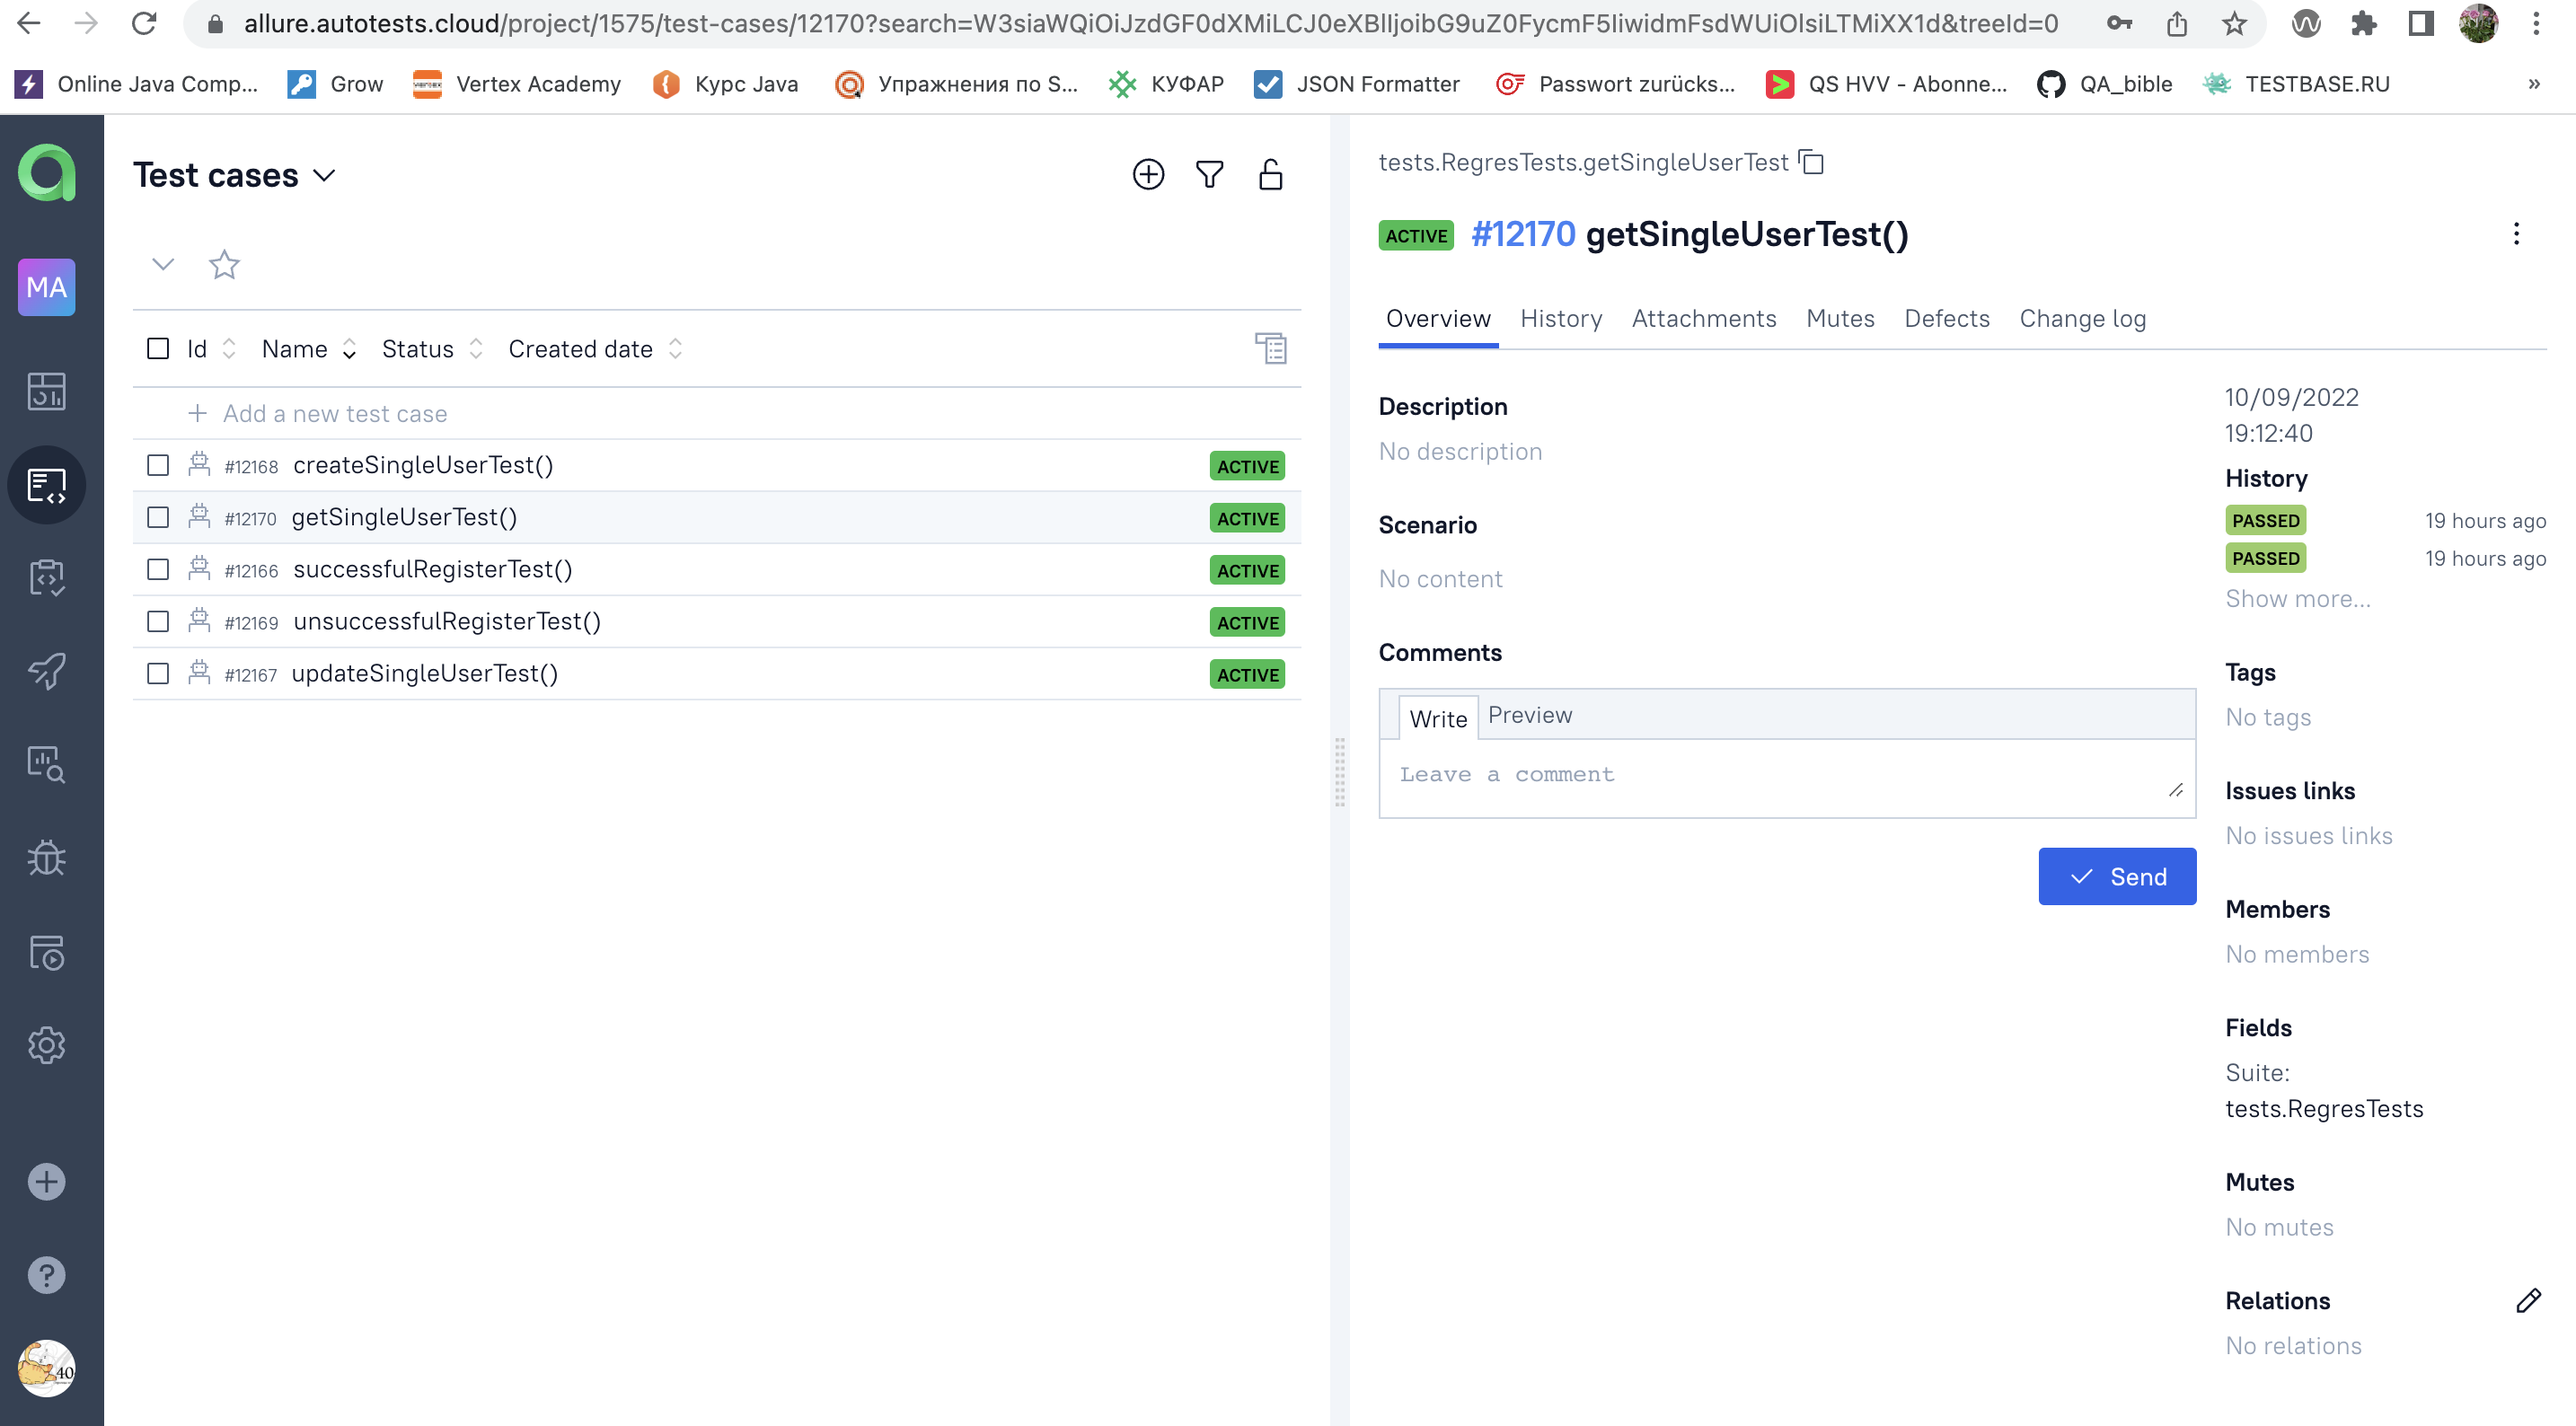 allure.autotests.cloud/project/1575/test-cases/12170?search=W3siaWQiOiJzdGF0dXMiLCJ0eXBlIjoibG9uZ0FycmF5IiwidmFsdWUiOlsiLTMiXX1d&treeId=0
Online Java Comp...
Grow
Vertex Academy
Курс Java
Упражнения по S...
КУФАР
JSON Formatter
Passwort zurücks...
QS HVV - Abonne...
QA_bible
TESTBASE.RU
»
MA
40
Test cases
Id
Name
Status
Created date
+ Add a new test case
#12168 createSingleUserTest() ACTIVE
#12170 getSingleUserTest() ACTIVE
#12166 successfulRegisterTest() ACTIVE
#12169 unsuccessfulRegisterTest() ACTIVE
#12167 updateSingleUserTest() ACTIVE
tests.RegresTests.getSingleUserTest
ACTIVE #12170 getSingleUserTest()
Overview
History
Attachments
Mutes
Defects
Change log
Description
No description
Scenario
No content
Comments
Write
Preview
Leave a comment
Send
10/09/2022
19:12:40
History
PASSED 19 hours ago
PASSED 19 hours ago
Show more...
Tags
No tags
Issues links
No issues links
Members
No members
Fields
Suite:
tests.RegresTests
Mutes
No mutes
Relations
No relations